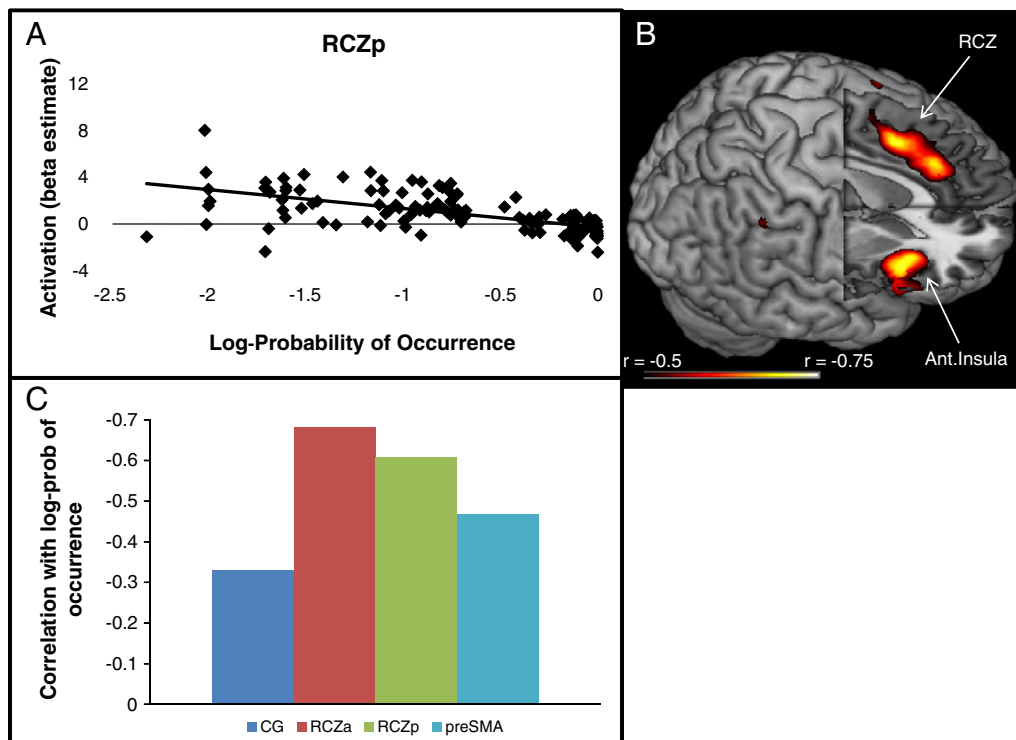 A
RCZp
Activation (beta estimate)
12
8
4
0
-4
-2.5
-2
-1.5
-1
-0.5
0
Log-Probability of Occurrence
B
RCZ
r = -0.5
r = -0.75
Ant.Insula
C
Correlation with log-prob of
occurrence
-0.7
-0.6
-0.5
-0.4
-0.3
-0.2
-0.1
0
CG
RCZa
RCZp
preSMA